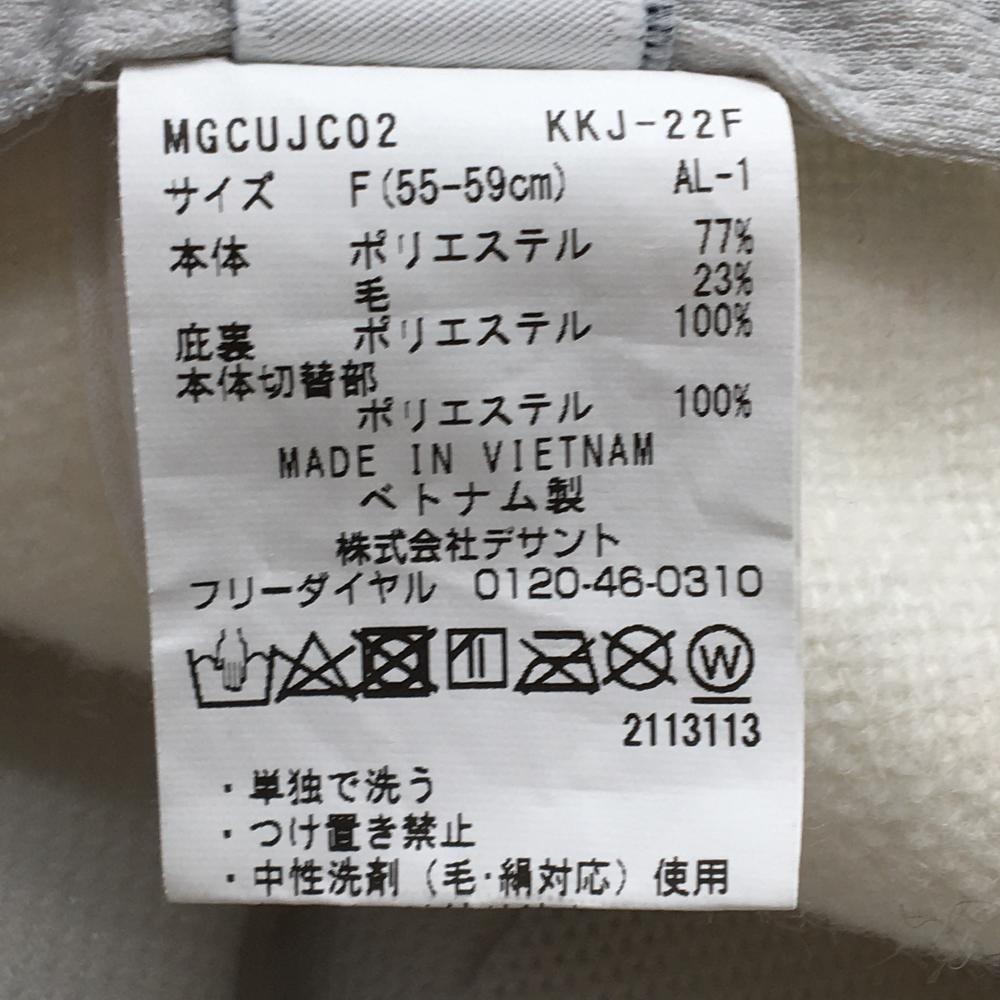 MGCUJC02 KKJ-22F
サイズ F(55-59cm) AL-1
本体 ポリエステル 77%
毛 23%
庇裏 ポリエステル 100%
本体切替部
ポリエステル 100%
MADE IN VIETNAM
ベトナム製
株式会社デサント
フリーダイヤル 0120-46-0310
W
2113113
・単独で洗う
・つけ置き禁止
・中性洗剤（毛・絹対応）使用